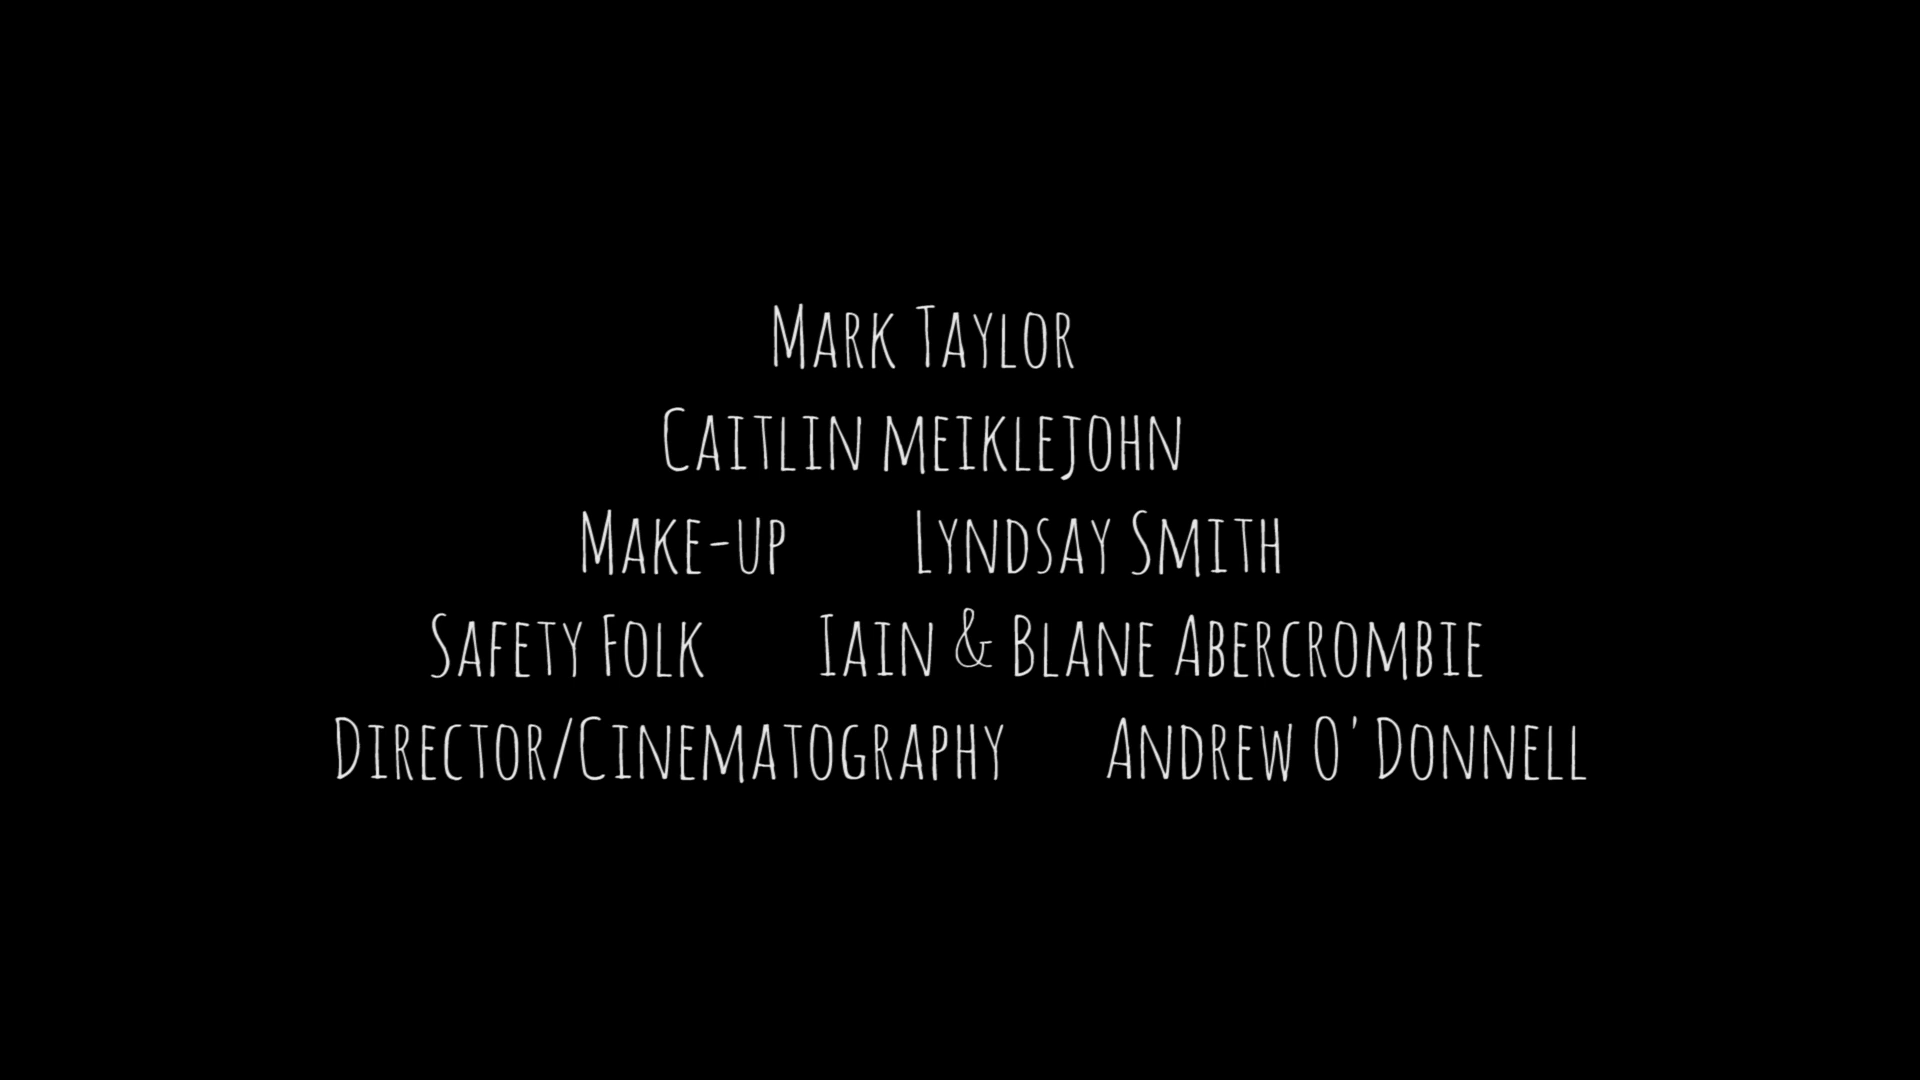 Mark Taylor
Caitlin meiklejohn
Make-up Lyndsay Smith
Safety Folk Iain & Blane Abercrombie
Director/Cinematography Andrew O'Donnell